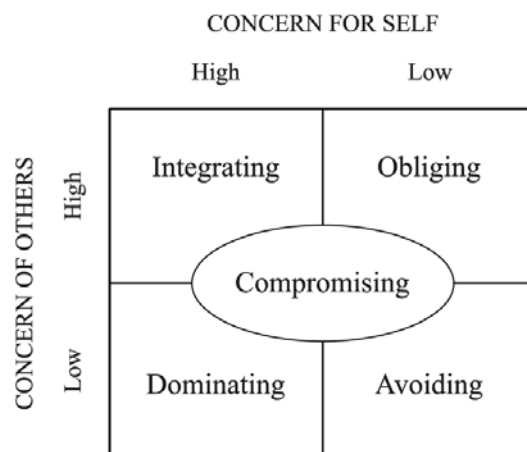 CONCERN FOR SELF
High Low
CONCERN OF OTHERS
High
Integrating Obliging
Compromising
Low
Dominating Avoiding